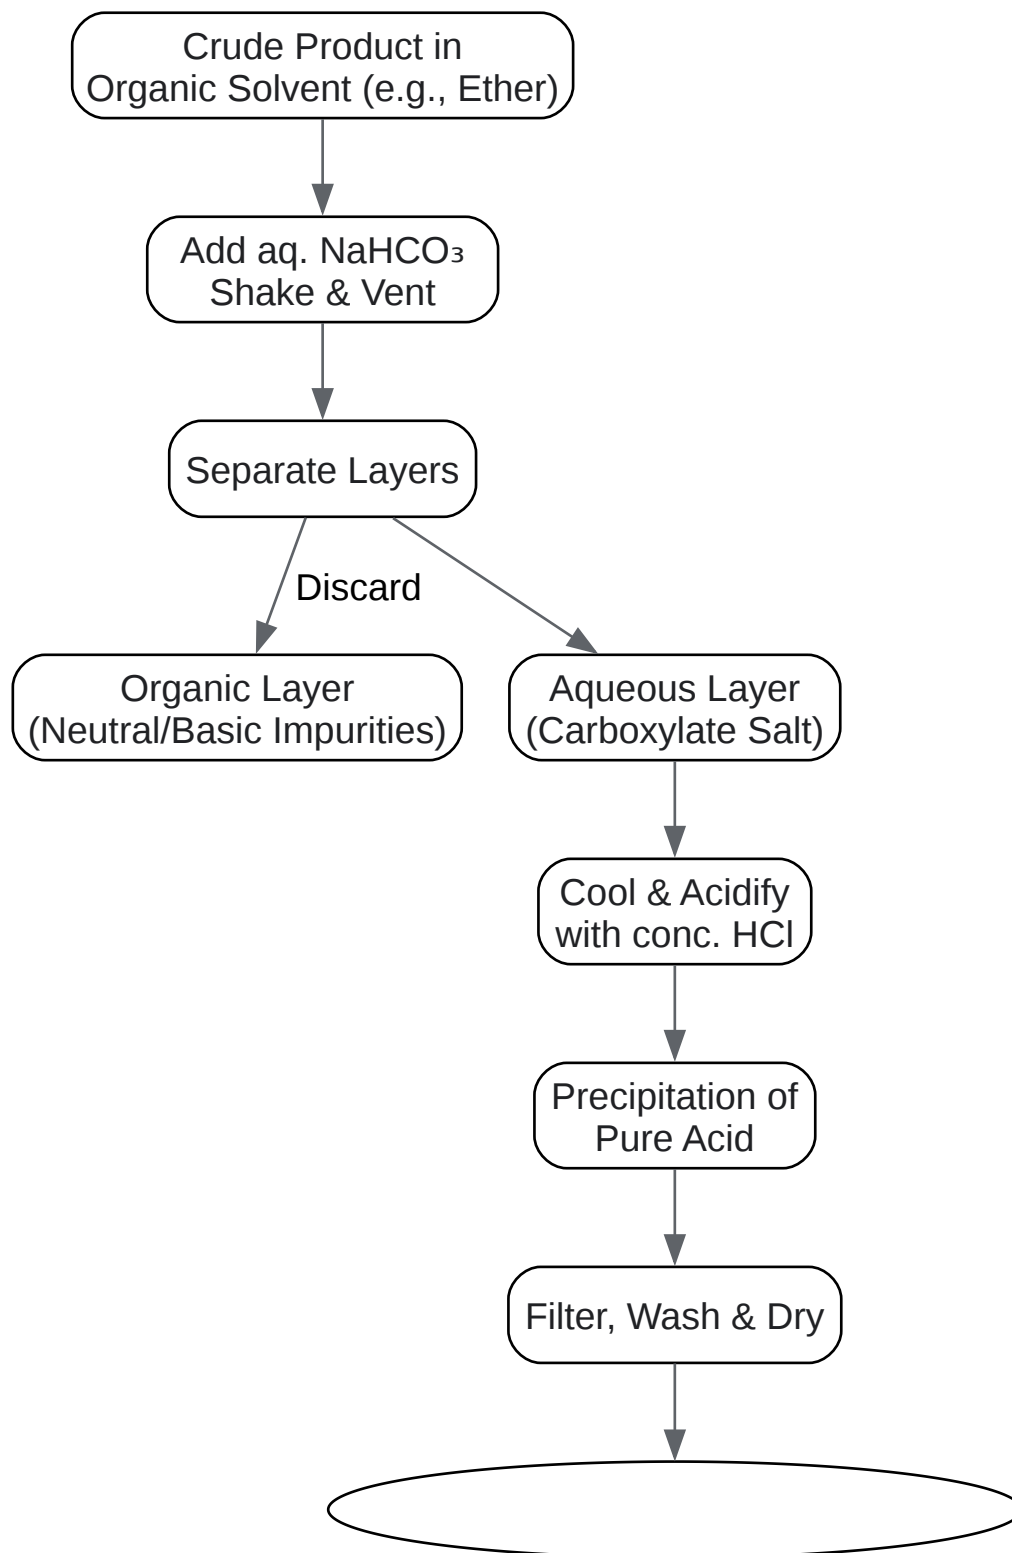 Crude Product in
Organic Solvent (e.g., Ether)
Add aq. NaHCO₃
Shake & Vent
Separate Layers
Discard
Organic Layer
(Neutral/Basic Impurities)
Aqueous Layer
(Carboxylate Salt)
Cool & Acidify
with conc. HCl
Precipitation of
Pure Acid
Filter, Wash & Dry